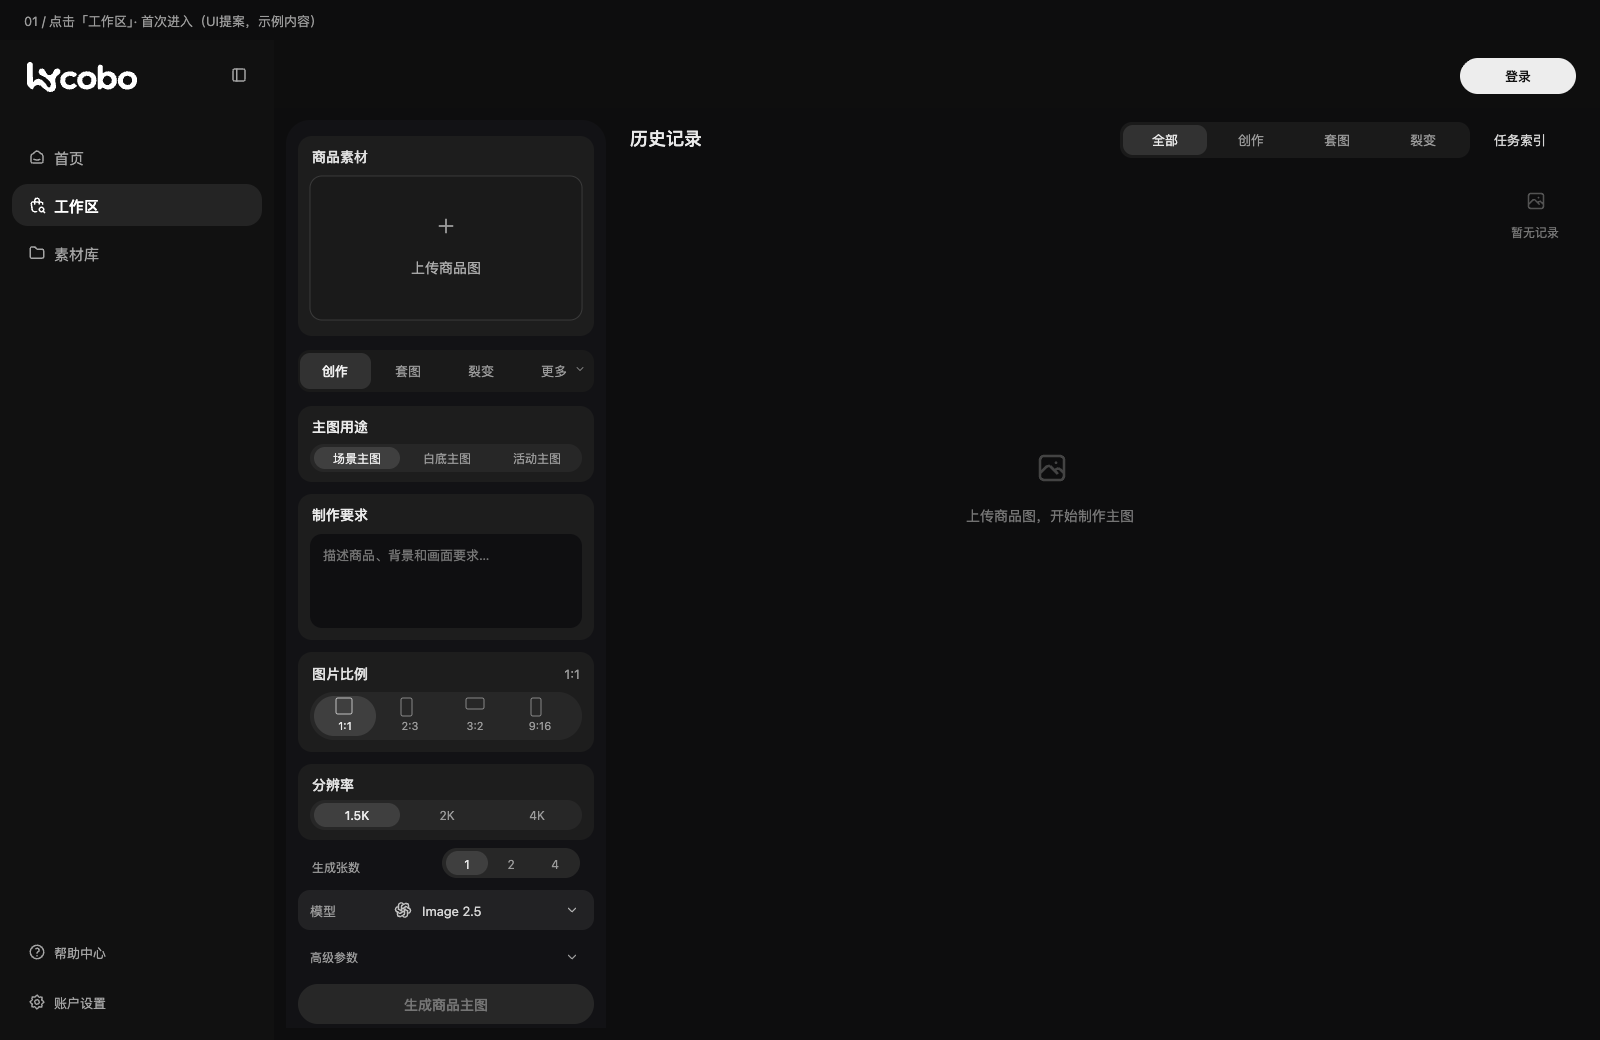 01 / 点击「工作区」· 首次进入（UI提案，示例内容）
lycobo
登录
首页
工作区
素材库
帮助中心
账户设置
商品素材
上传商品图
创作 套图 裂变 更多
主图用途
场景主图 白底主图 活动主图
制作要求
描述商品、背景和画面要求...
图片比例 1:1
1:1 2:3 3:2 9:16
分辨率
1.5K 2K 4K
生成张数 1 2 4
模型 Image 2.5
高级参数
生成商品主图
历史记录
全部 创作 套图 裂变 任务索引
暂无记录
上传商品图，开始制作主图